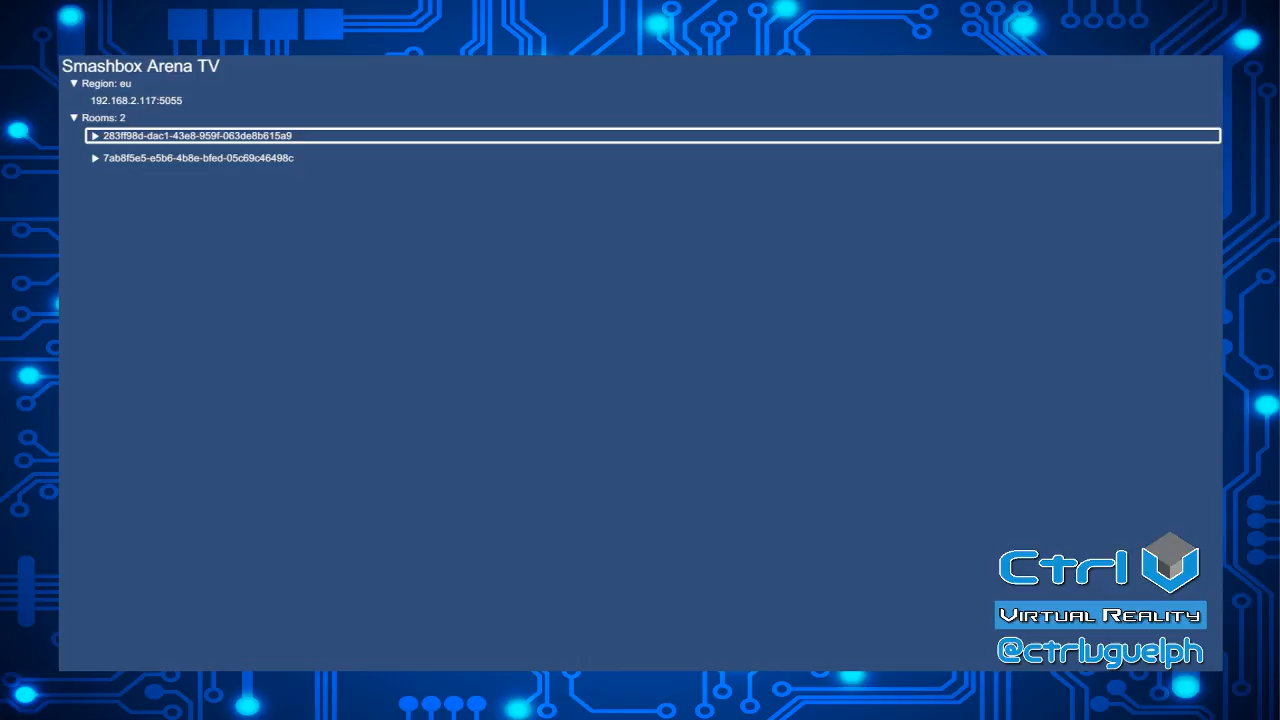 Smashbox Arena TV
Region: eu
192.168.2.117:5055
Rooms: 2
283ff98d-dac1-43e8-959f-063de8b615a9
7ab8f5e5-e5b6-4b8e-bfed-05c69c46498c
Ctrl V
Virtual Reality
@ctrlvguelph